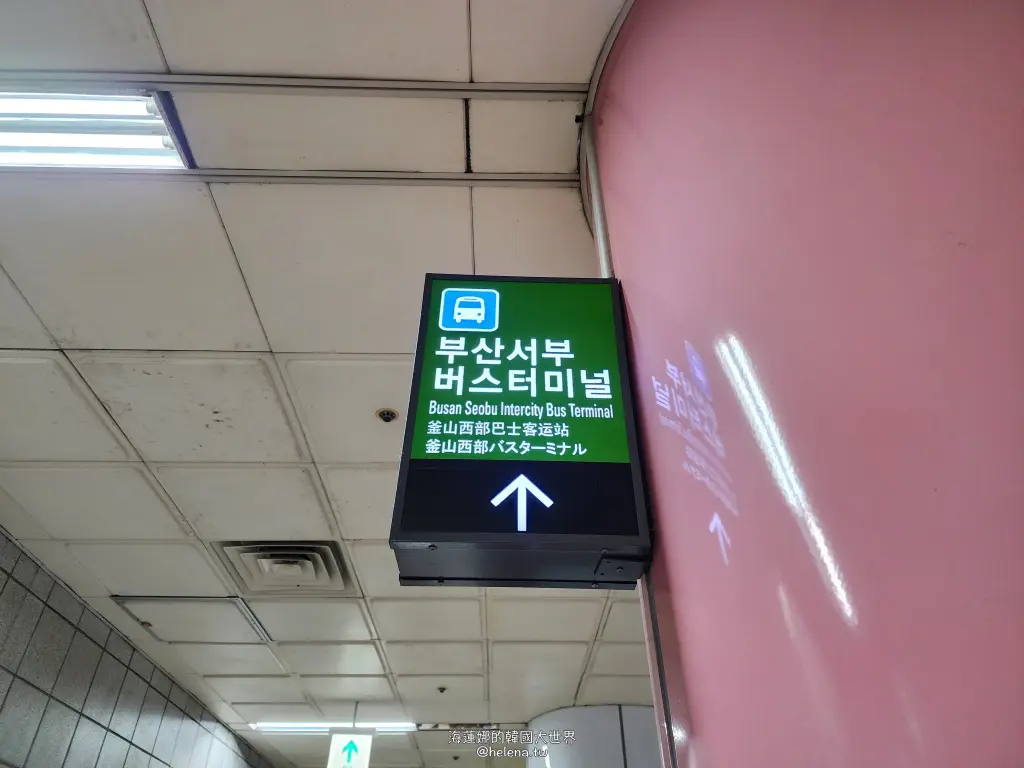 부산서부
버스터미널
Busan Seobu Intercity Bus Terminal
釜山西部巴士客运站
釜山西部バスターミナル
海蓮娜的韓國大世界
@helena.tw